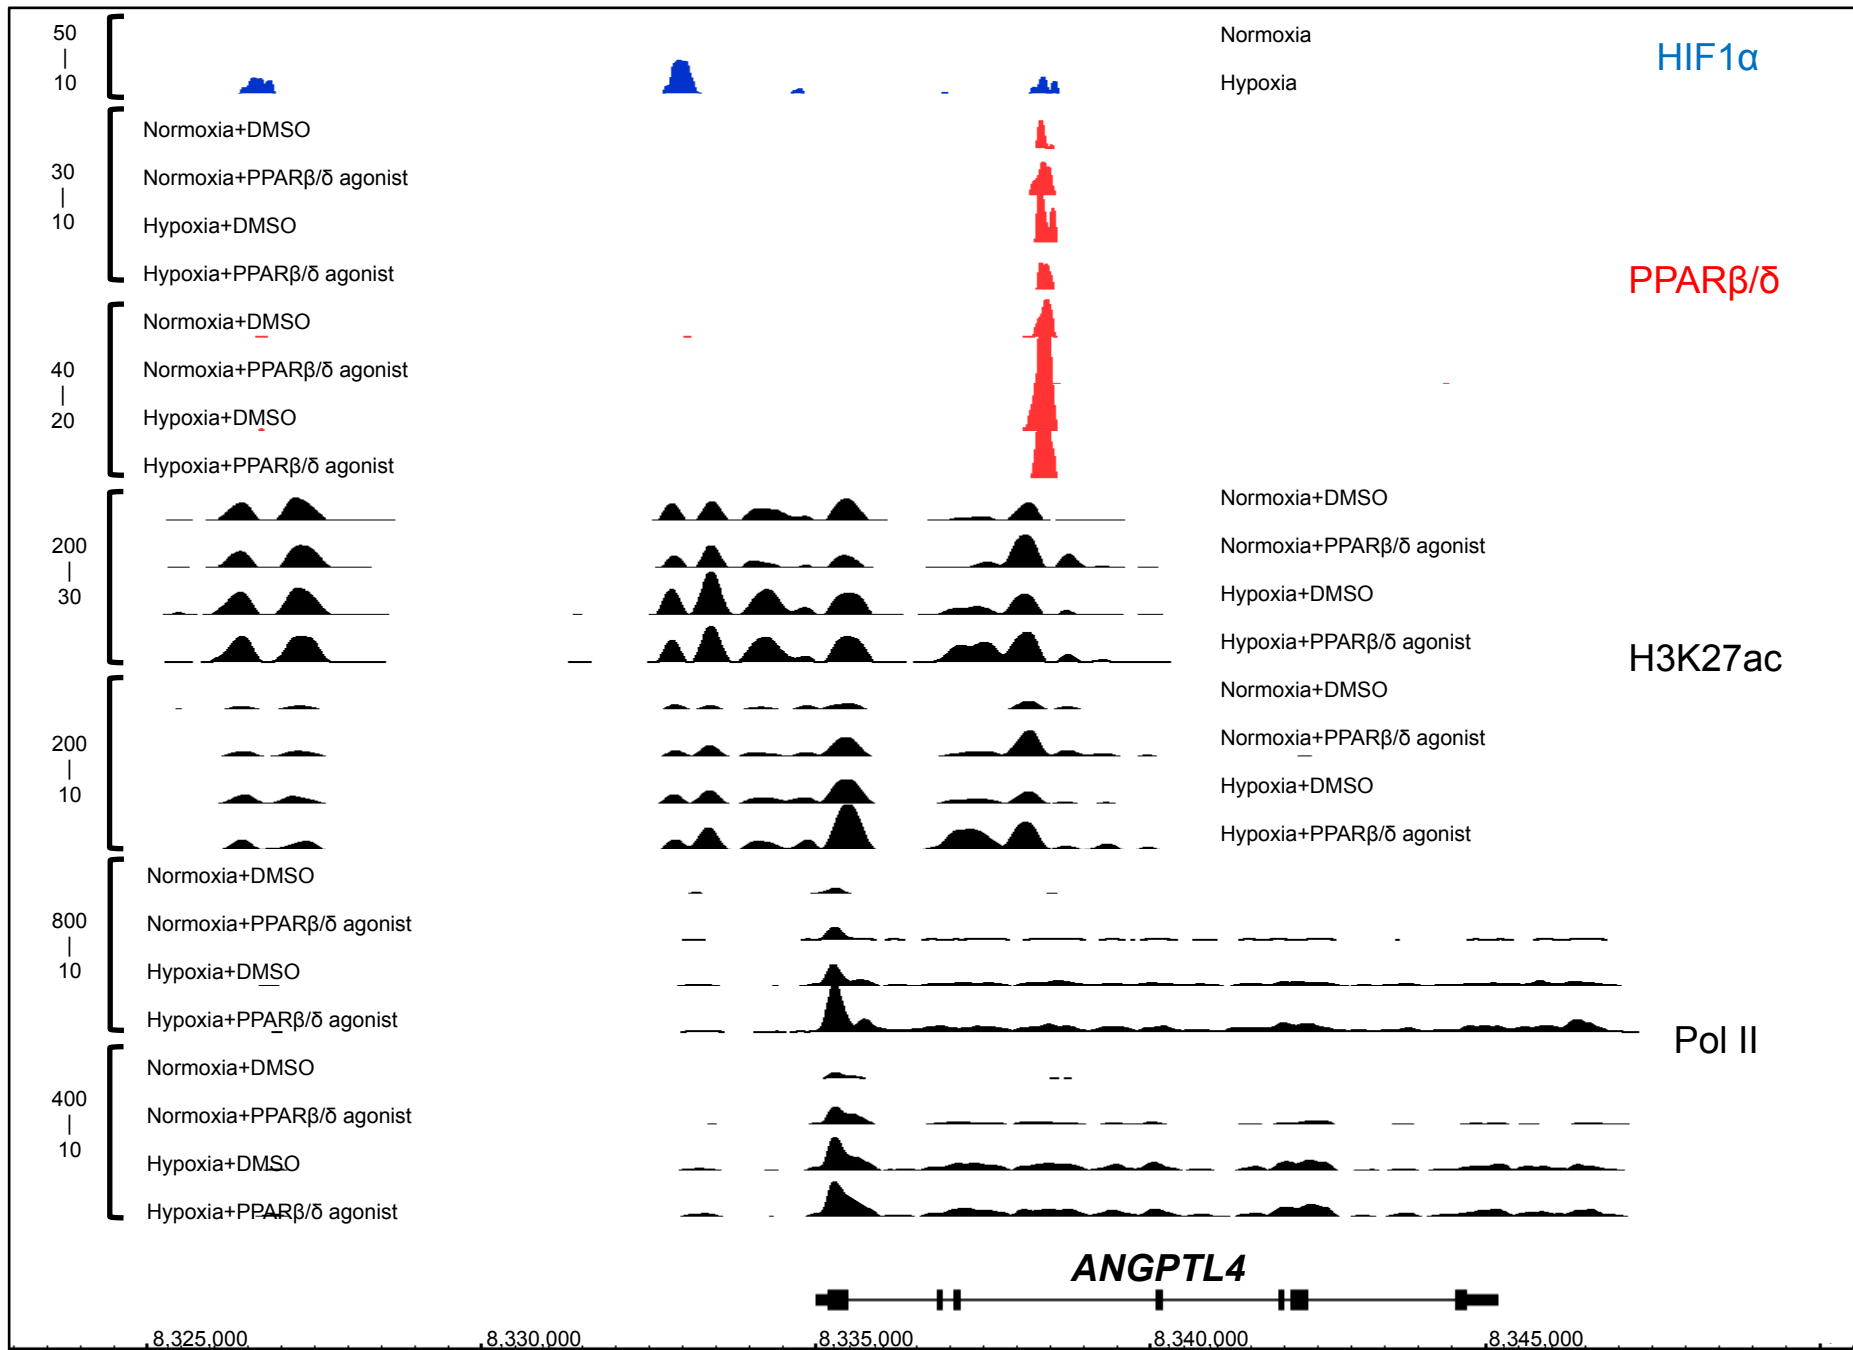 50
|
10
Normoxia
Hypoxia
HIF1α
Normoxia+DMSO
Normoxia+PPARβ/δ agonist
Hypoxia+DMSO
Hypoxia+PPARβ/δ agonist
30
|
10
PPARβ/δ
Normoxia+DMSO
Normoxia+PPARβ/δ agonist
Hypoxia+DMSO
Hypoxia+PPARβ/δ agonist
40
|
20
Normoxia+DMSO
Normoxia+PPARβ/δ agonist
Hypoxia+DMSO
Hypoxia+PPARβ/δ agonist
200
|
30
H3K27ac
Normoxia+DMSO
Normoxia+PPARβ/δ agonist
Hypoxia+DMSO
Hypoxia+PPARβ/δ agonist
200
|
10
Normoxia+DMSO
Normoxia+PPARβ/δ agonist
Hypoxia+DMSO
Hypoxia+PPARβ/δ agonist
800
|
10
Pol II
Normoxia+DMSO
Normoxia+PPARβ/δ agonist
Hypoxia+DMSO
Hypoxia+PPARβ/δ agonist
400
|
10
ANGPTL4
8,325,000 8,330,000 8,335,000 8,340,000 8,345,000